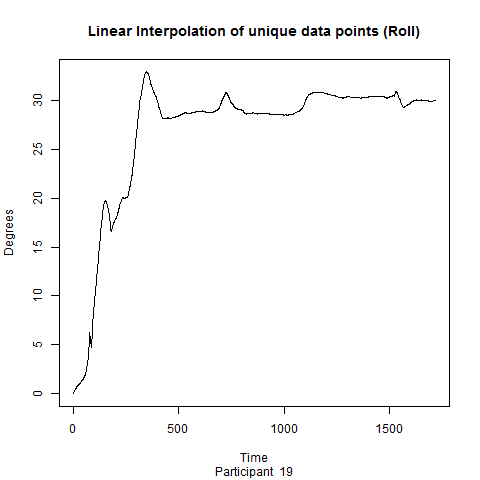 Linear Interpolation of unique data points (Roll)
Degrees
30
25
20
15
10
5
0
0 500 1000 1500
Time
Participant 19